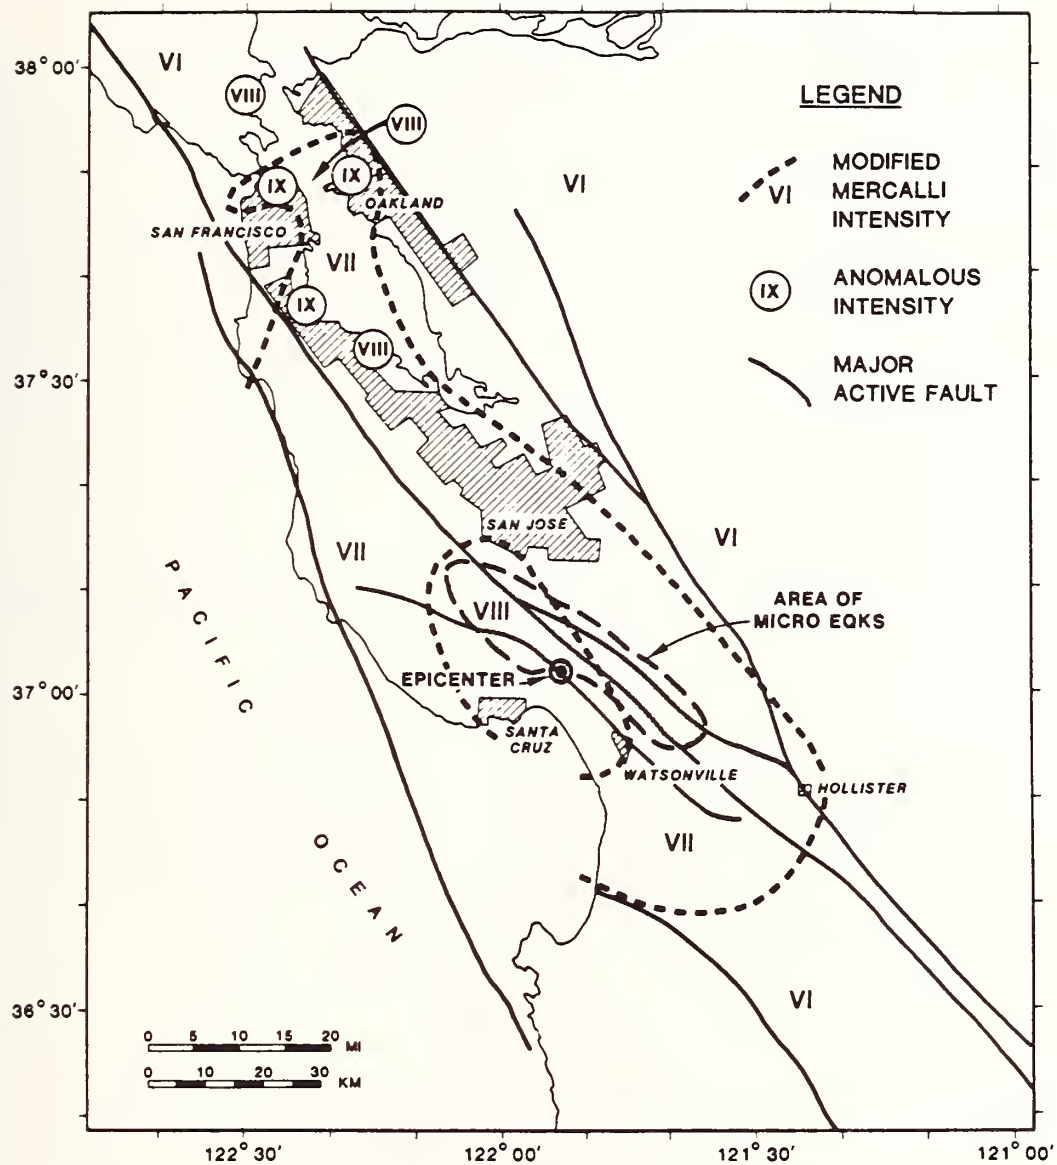 38° 00'
37° 30'
37° 00'
36° 30'
122° 30'
122° 00'
121° 30'
121° 00'
LEGEND
VI
MODIFIED
MERCALLI
INTENSITY
IX
ANOMALOUS
INTENSITY
MAJOR
ACTIVE FAULT
VI
VIII
VIII
IX
IX
OAKLAND
SAN FRANCISCO
VI
VII
IX
VIII
SAN JOSE
VII
VI
AREA OF
MICRO EQKS
VIII
EPICENTER
SANTA
CRUZ
WATSONVILLE
HOLLISTER
VII
VI
PACIFIC
OCEAN
0 5 10 15 20 MI
0 10 20 30 KM